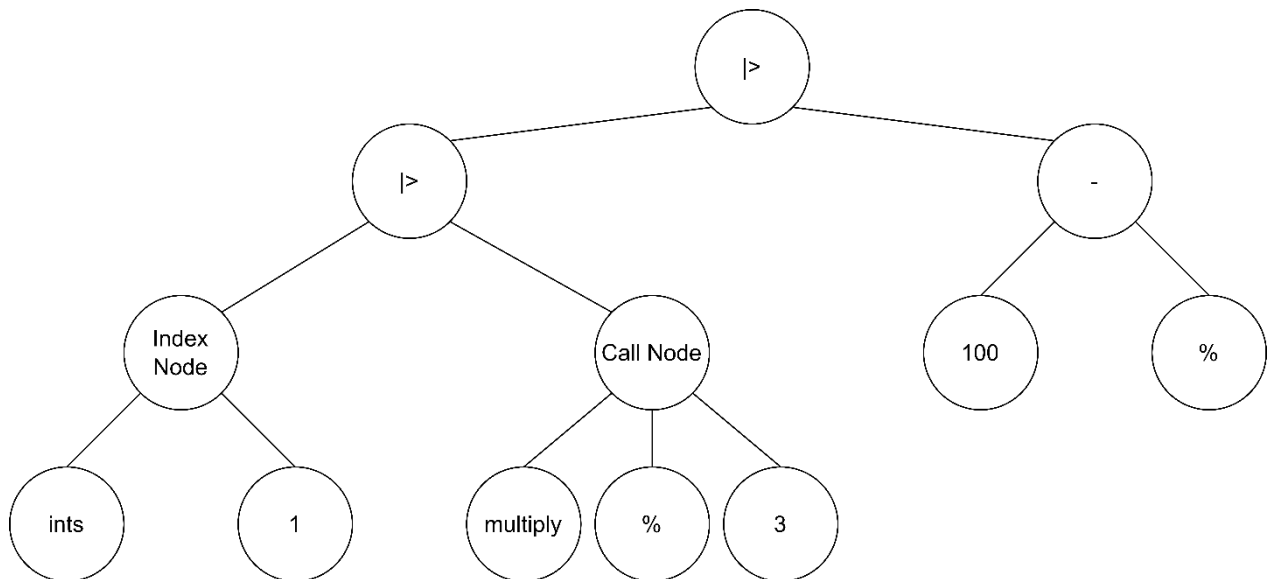 |>
|>
-
Index
Node
Call Node
100
%
ints
1
multiply
%
3